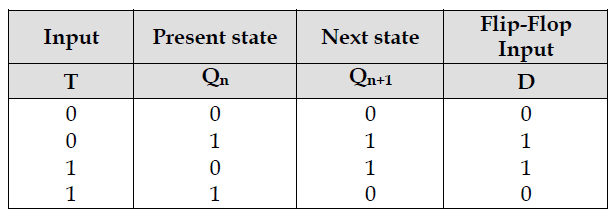 Input Present state Next state Flip-Flop Input
T Qn Qn+1 D
0 0 0 0
0 1 1 1
1 0 1 1
1 1 0 0